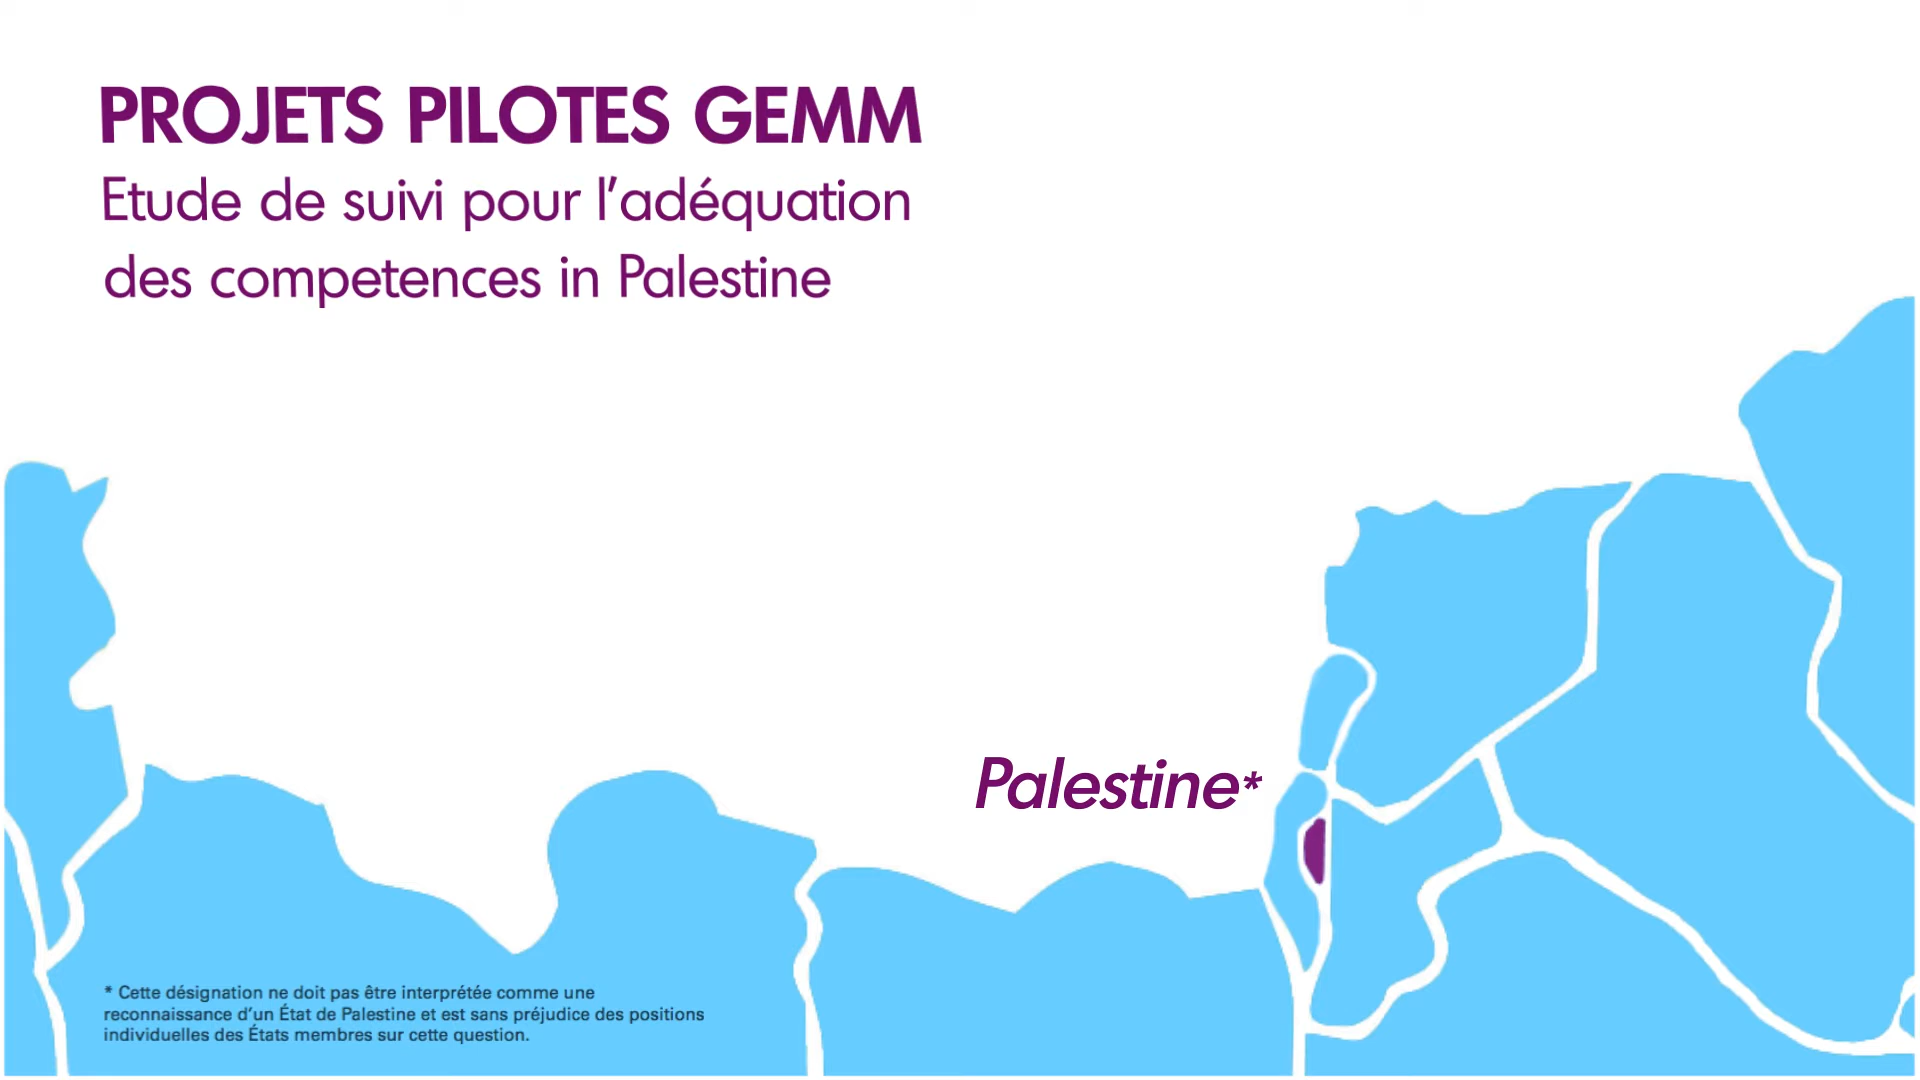 PROJETS PILOTES GEMM
Etude de suivi pour l’adéquation
des competences in Palestine
Palestine*
* Cette désignation ne doit pas être interprétée comme une
reconnaissance d’un État de Palestine et est sans préjudice des positions
individuelles des États membres sur cette question.